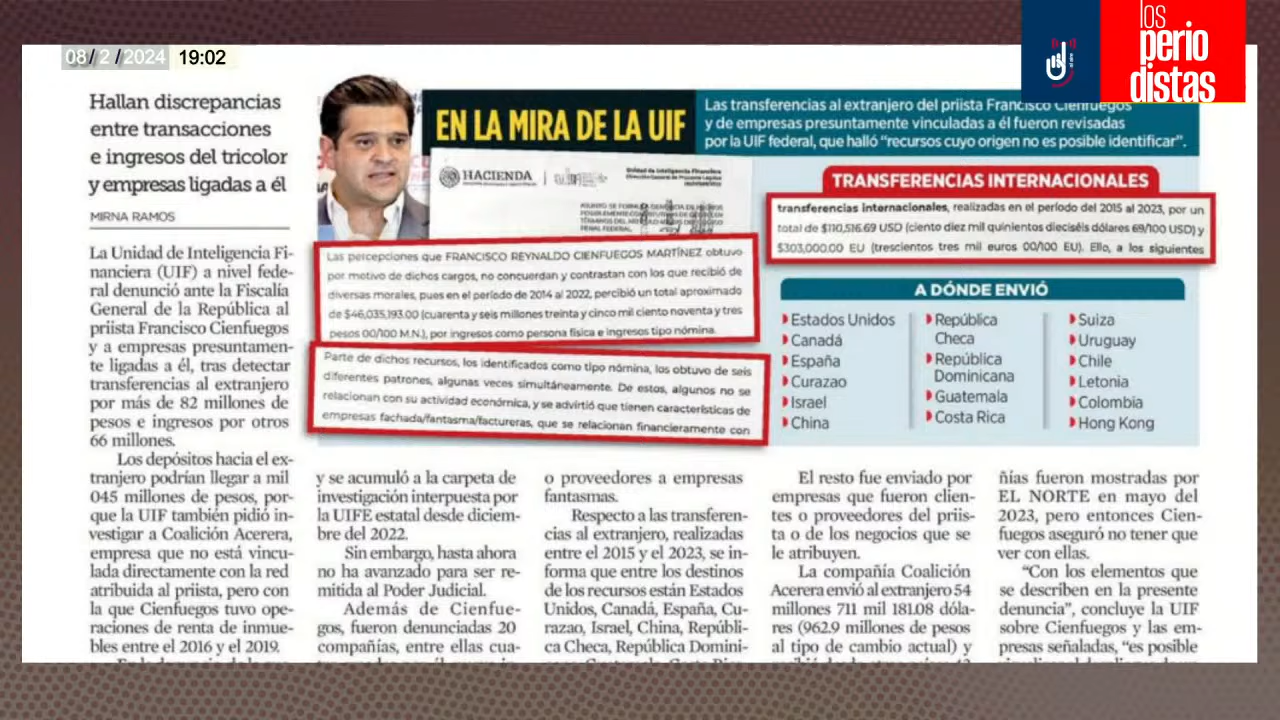 08/ 2 /2024 19:02
los
perio
distas
Hallan discrepancias
entre transacciones
e ingresos del tricolor
y empresas ligadas a él
MIRNA RAMOS
La Unidad de Inteligencia Fi-
nanciera (UIF) a nivel fede-
ral denunció ante la Fiscalía
General de la República al
priista Francisco Cienfuegos
y a empresas presuntamen-
te ligadas a él, tras detectar
transferencias al extranjero
por más de 82 millones de
pesos e ingresos por otros
66 millones.
Los depósitos hacia el ex-
tranjero podrían llegar a mil
045 millones de pesos, por-
que la UIF también pidió in-
vestigar a Coalición Acerera,
empresa que no está vincu-
lada directamente con la red
atribuida al priista, pero con
la que Cienfuegos tuvo ope-
raciones de renta de inmue-
bles entre el 2016 y el 2019.
EN LA MIRA DE LA UIF
Las transferencias al extranjero del priista Francisco Cienfuegos
y de empresas presuntamente vinculadas a él fueron revisadas
por la UIF federal, que halló “recursos cuyo origen no es posible identificar”.
HACIENDA
Unidad de Inteligencia Financiera
Las percepciones que FRANCISCO REYNALDO CIENFUEGOS MARTÍNEZ obtuvo
por motivo de dichos cargos, no concuerdan y contrastan con los que recibió de
diversas morales, pues en el período de 2014 al 2022, percibió un total aproximado
de $46,035,193.00 (cuarenta y seis millones treinta y cinco mil ciento noventa y tres
pesos 00/100 M.N.), por ingresos como persona física e ingresos tipo nómina.
Parte de dichos recursos, los identificados como tipo nómina, los obtuvo de seis
diferentes patrones, algunas veces simultáneamente. De estos, algunos no se
relacionan con su actividad económica, y se advirtió que tienen características de
empresas fachada/fantasma/factureras, que se relacionan financieramente con
TRANSFERENCIAS INTERNACIONALES
transferencias internacionales, realizadas en el período del 2015 al 2023, por un
total de $110,516.69 USD (ciento diez mil quinientos dieciséis dólares 69/100 USD) y
$303,000.00 EU (trescientos tres mil euros 00/100 EU). Ello, a los siguientes
A DÓNDE ENVIÓ
Estados Unidos
Canadá
España
Curazao
Israel
China
República
Checa
República
Dominicana
Guatemala
Costa Rica
Suiza
Uruguay
Chile
Letonia
Colombia
Hong Kong
y se acumuló a la carpeta de
investigación interpuesta por
la UIFE estatal desde diciem-
bre del 2022.
Sin embargo, hasta ahora
no ha avanzado para ser re-
mitida al Poder Judicial.
Además de Cienfue-
gos, fueron denunciadas 20
compañías, entre ellas cua-
o proveedores a empresas
fantasmas.
Respecto a las transferen-
cias al extranjero, realizadas
entre el 2015 y el 2023, se in-
forma que entre los destinos
de los recursos están Estados
Unidos, Canadá, España, Cu-
razao, Israel, China, Repúbli-
ca Checa, República Domini-
El resto fue enviado por
empresas que fueron clien-
tes o proveedores del priis-
ta o de los negocios que se
le atribuyen.
La compañía Coalición
Acerera envió al extranjero 54
millones 711 mil 181.08 dóla-
res (962.9 millones de pesos
al tipo de cambio actual) y
ñías fueron mostradas por
EL NORTE en mayo del
2023, pero entonces Cien-
fuegos aseguró no tener que
ver con ellas.
“Con los elementos que
se describen en la presente
denuncia”, concluye la UIF
sobre Cienfuegos y las em-
presas señaladas, “es posible